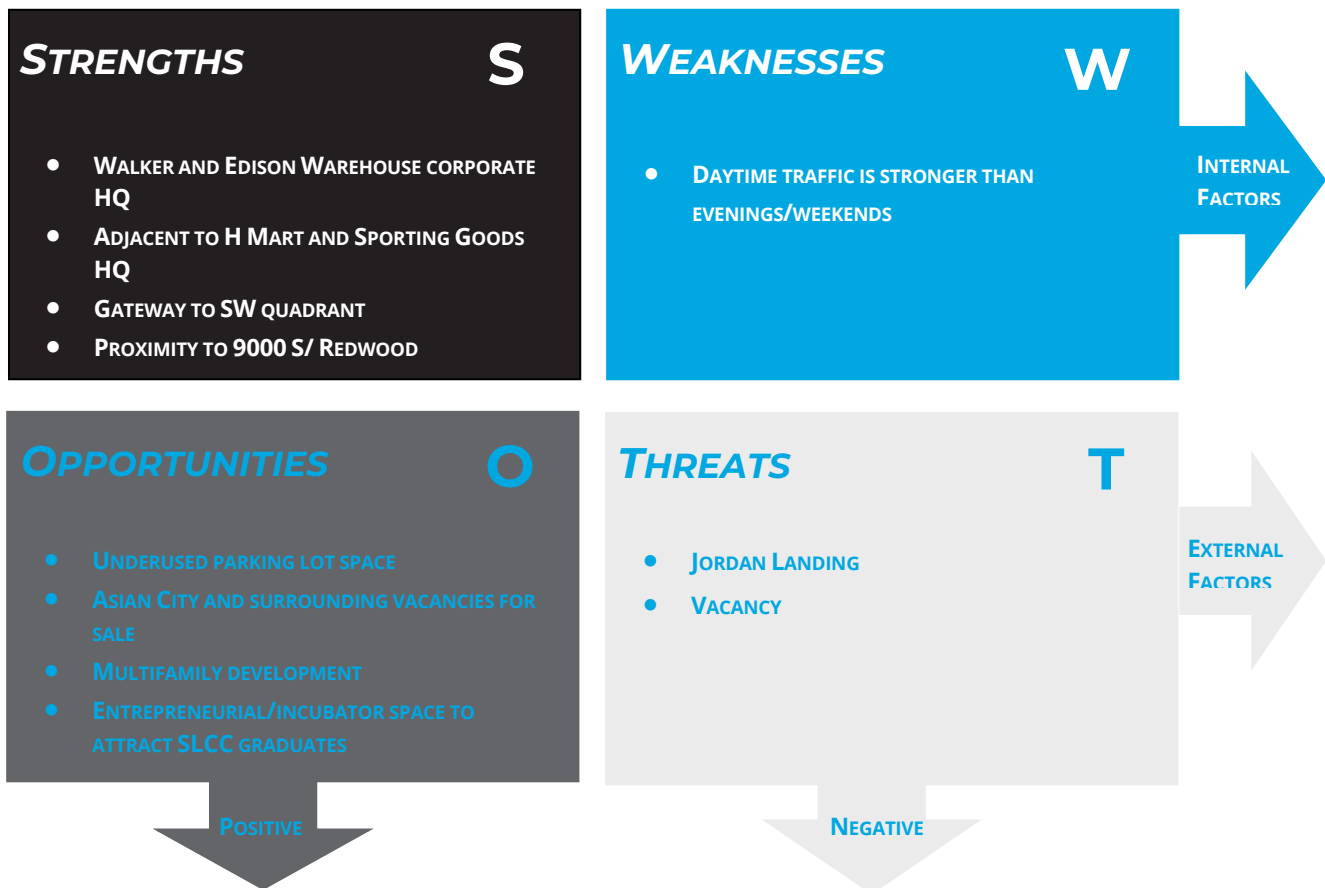 STRENGTHS S
• WALKER AND EDISON WAREHOUSE CORPORATE
HQ
• ADJACENT TO H MART AND SPORTING GOODS
HQ
• GATEWAY TO SW QUADRANT
• PROXIMITY TO 9000 S/ REDWOOD
WEAKNESSES W
• DAYTIME TRAFFIC IS STRONGER THAN
EVENINGS/WEEKENDS
INTERNAL
FACTORS
OPPORTUNITIES O
• UNDERUSED PARKING LOT SPACE
• ASIAN CITY AND SURROUNDING VACANCIES FOR
SALE
• MULTIFAMILY DEVELOPMENT
• ENTREPRENEURIAL/INCUBATOR SPACE TO
ATTRACT SLCC GRADUATES
THREATS T
• JORDAN LANDING
• VACANCY
EXTERNAL
FACTORS
POSITIVE
NEGATIVE